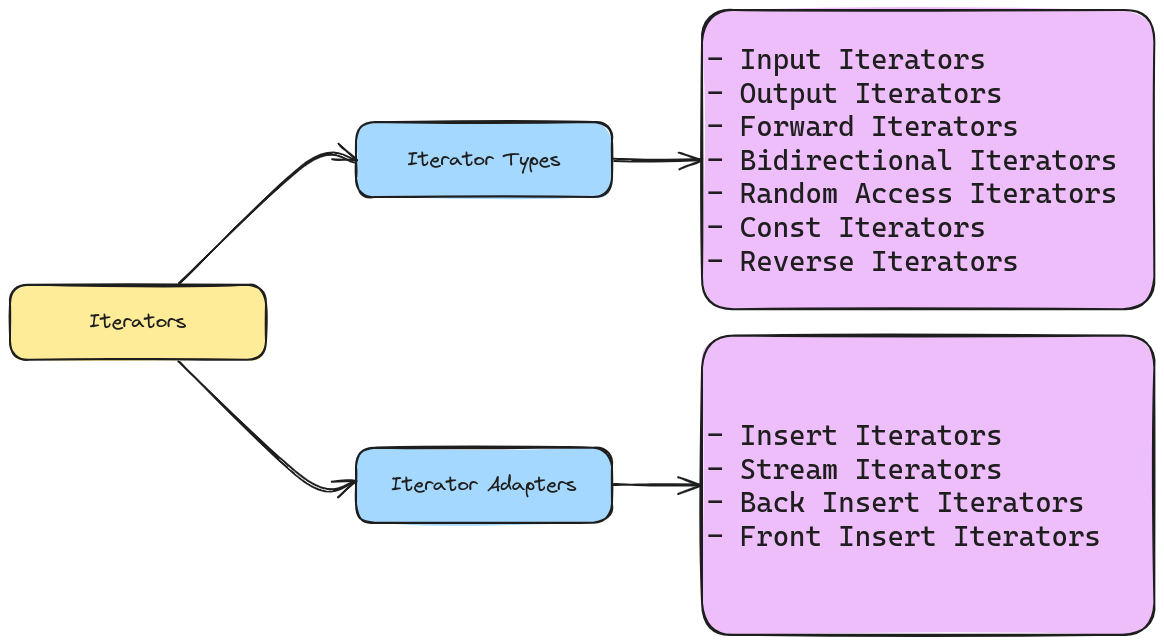 Iterators
Iterator Types
- Input Iterators
- Output Iterators
- Forward Iterators
- Bidirectional Iterators
- Random Access Iterators
- Const Iterators
- Reverse Iterators
Iterator Adapters
- Insert Iterators
- Stream Iterators
- Back Insert Iterators
- Front Insert Iterators